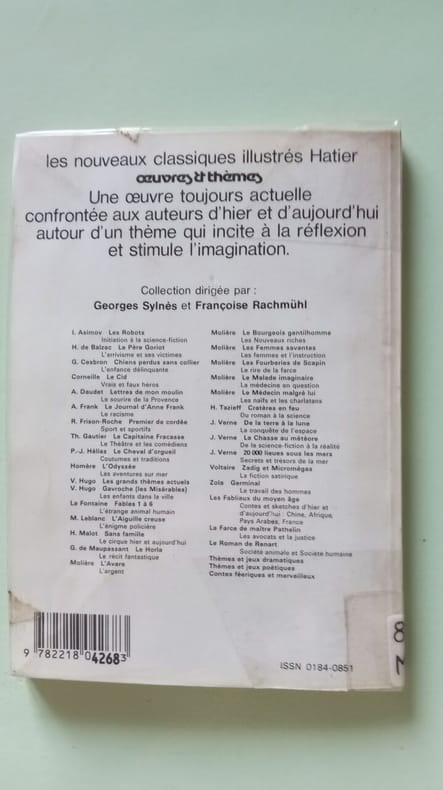 les nouveaux classiques illustrés Hatier
œuvres & thèmes
Une œuvre toujours actuelle
confrontée aux auteurs d'hier et d'aujourd'hui
autour d'un thème qui incite à la réflexion
et stimule l'imagination.
Collection dirigée par :
Georges Sylnès et Françoise Rachmühl
I. Asimov Les Robots
Initiation à la science-fiction
H. de Balzac Le Père Goriot
L'arrivisme et ses victimes
G. Cesbron Chiens perdus sans collier
L'enfance délinquante
Corneille Le Cid
Vrais et faux héros
A. Daudet Lettres de mon moulin
Le sourire de la Provence
A. Frank Le Journal d'Anne Frank
Le racisme
R. Frison-Roche Premier de cordée
Sport et sportifs
Th. Gautier Le Capitaine Fracasse
Le Théâtre et les comédiens
P.-J. Hélias Le Cheval d'orgueil
Coutumes et traditions
Homère L'Odyssée
Les aventures sur mer
V. Hugo Les grands thèmes actuels
V. Hugo Gavroche (les Misérables)
Les enfants dans la ville
La Fontaine Fables 1 à 6
L'étrange animal humain
M. Leblanc L'Aiguille creuse
L'énigme policière
H. Malot Sans famille
Le cirque hier et aujourd'hui
G. de Maupassant Le Horla
Le récit fantastique
Molière L'Avare
L'argent
Molière Le Bourgeois gentilhomme
Les Nouveaux riches
Molière Les Femmes savantes
Les femmes et l'instruction
Molière Les Fourberies de Scapin
Le rire de la farce
Molière Le Malade imaginaire
La médecine en question
Molière Le Médecin malgré lui
Les naïfs et les charlatans
H. Tazieff Cratères en feu
Du roman à la science
J. Verne De la terre à la lune
La conquête de l'espace
J. Verne La Chasse au météore
De la science-fiction à la réalité
J. Verne 20 000 lieues sous les mers
Secrets et trésors de la mer
Voltaire Zadig et Micromégas
La fiction satirique
Zola Germinal
Le travail des hommes
Les Fabliaux du moyen âge
Contes et sketches d'hier et
d'aujourd'hui : Chine, Afrique,
Pays Arabes, France
La Farce de maître Pathelin
Les avocats et la justice
Le Roman de Renart
Société animale et Société humaine
Thèmes et jeux dramatiques
Thèmes et jeux poétiques
Contes féeriques et merveilleux
9 782218 042683
ISSN 0184-0851
8